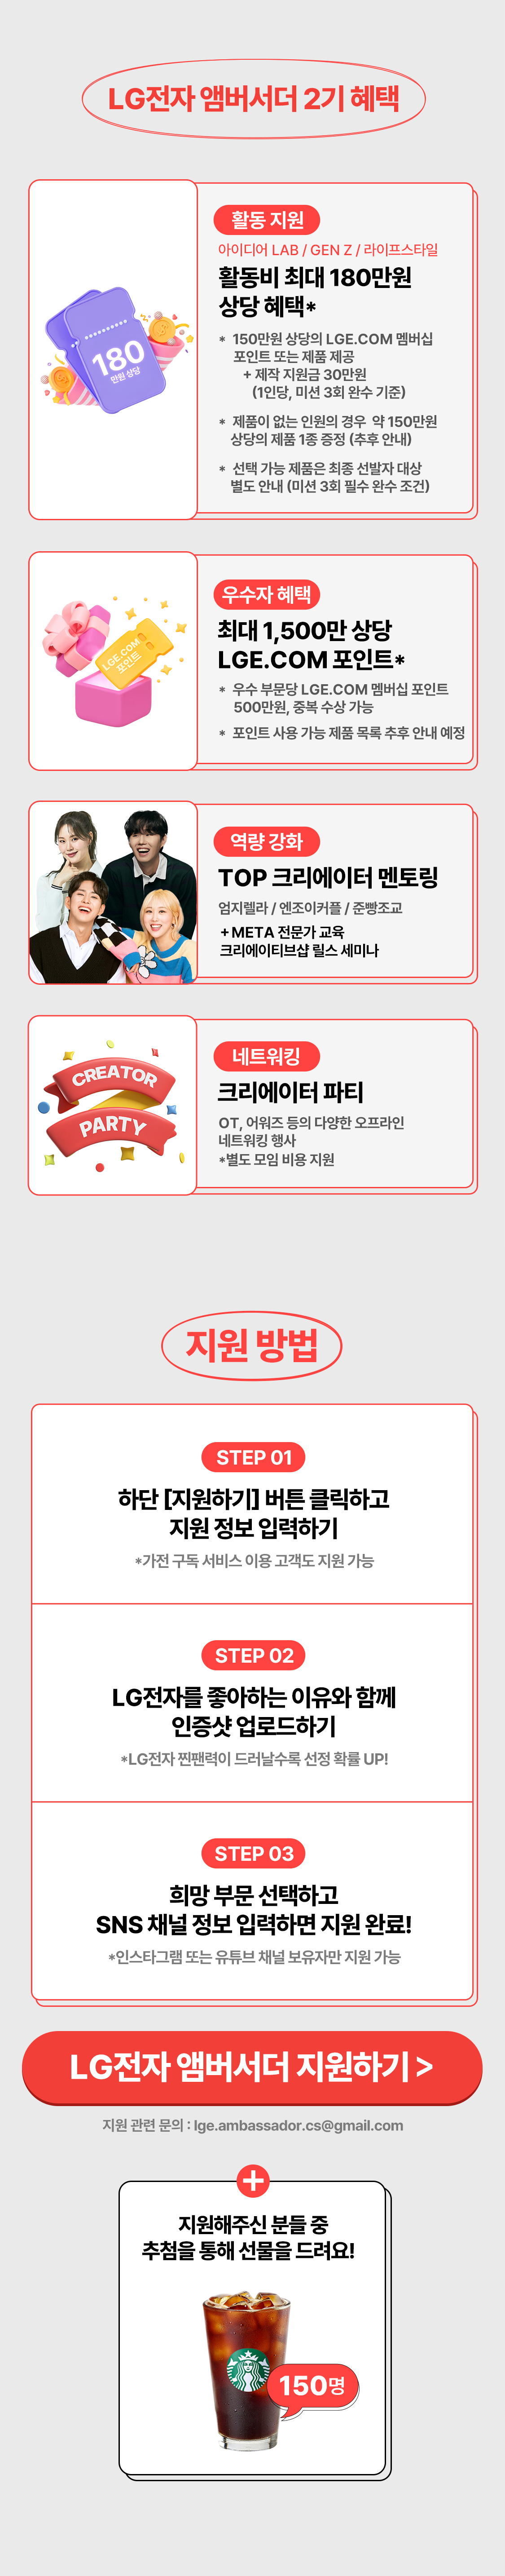 LG전자 앰버서더 2기 혜택
활동 지원
아이디어 LAB / GEN Z / 라이프스타일
활동비 최대 180만원
상당 혜택*
180
만원 상당
* 150만원 상당의 LGE.COM 멤버십
포인트 또는 제품 제공
+ 제작 지원금 30만원
(1인당, 미션 3회 완수 기준)
* 제품이 없는 인원의 경우 약 150만원
상당의 제품 1종 증정 (추후 안내)
* 선택 가능 제품은 최종 선발자 대상
별도 안내 (미션 3회 필수 완수 조건)
우수자 혜택
최대 1,500만 상당
LGE.COM 포인트*
LGE.COM
포인트
* 우수 부문당 LGE.COM 멤버십 포인트
500만원, 중복 수상 가능
* 포인트 사용 가능 제품 목록 추후 안내 예정
역량 강화
TOP 크리에이터 멘토링
엄지렐라 / 엔조이커플 / 준빵조교
+ META 전문가 교육
크리에이티브샵 릴스 세미나
네트워킹
크리에이터 파티
CREATOR
PARTY
OT, 어워즈 등의 다양한 오프라인
네트워킹 행사
*별도 모임 비용 지원
지원 방법
STEP 01
하단 [지원하기] 버튼 클릭하고
지원 정보 입력하기
*가전 구독 서비스 이용 고객도 지원 가능
STEP 02
LG전자를 좋아하는 이유와 함께
인증샷 업로드하기
*LG전자 찐팬력이 드러날수록 선정 확률 UP!
STEP 03
희망 부문 선택하고
SNS 채널 정보 입력하면 지원 완료!
*인스타그램 또는 유튜브 채널 보유자만 지원 가능
LG전자 앰버서더 지원하기 >
지원 관련 문의 : lge.ambassador.cs@gmail.com
+
지원해주신 분들 중
추첨을 통해 선물을 드려요!
150명